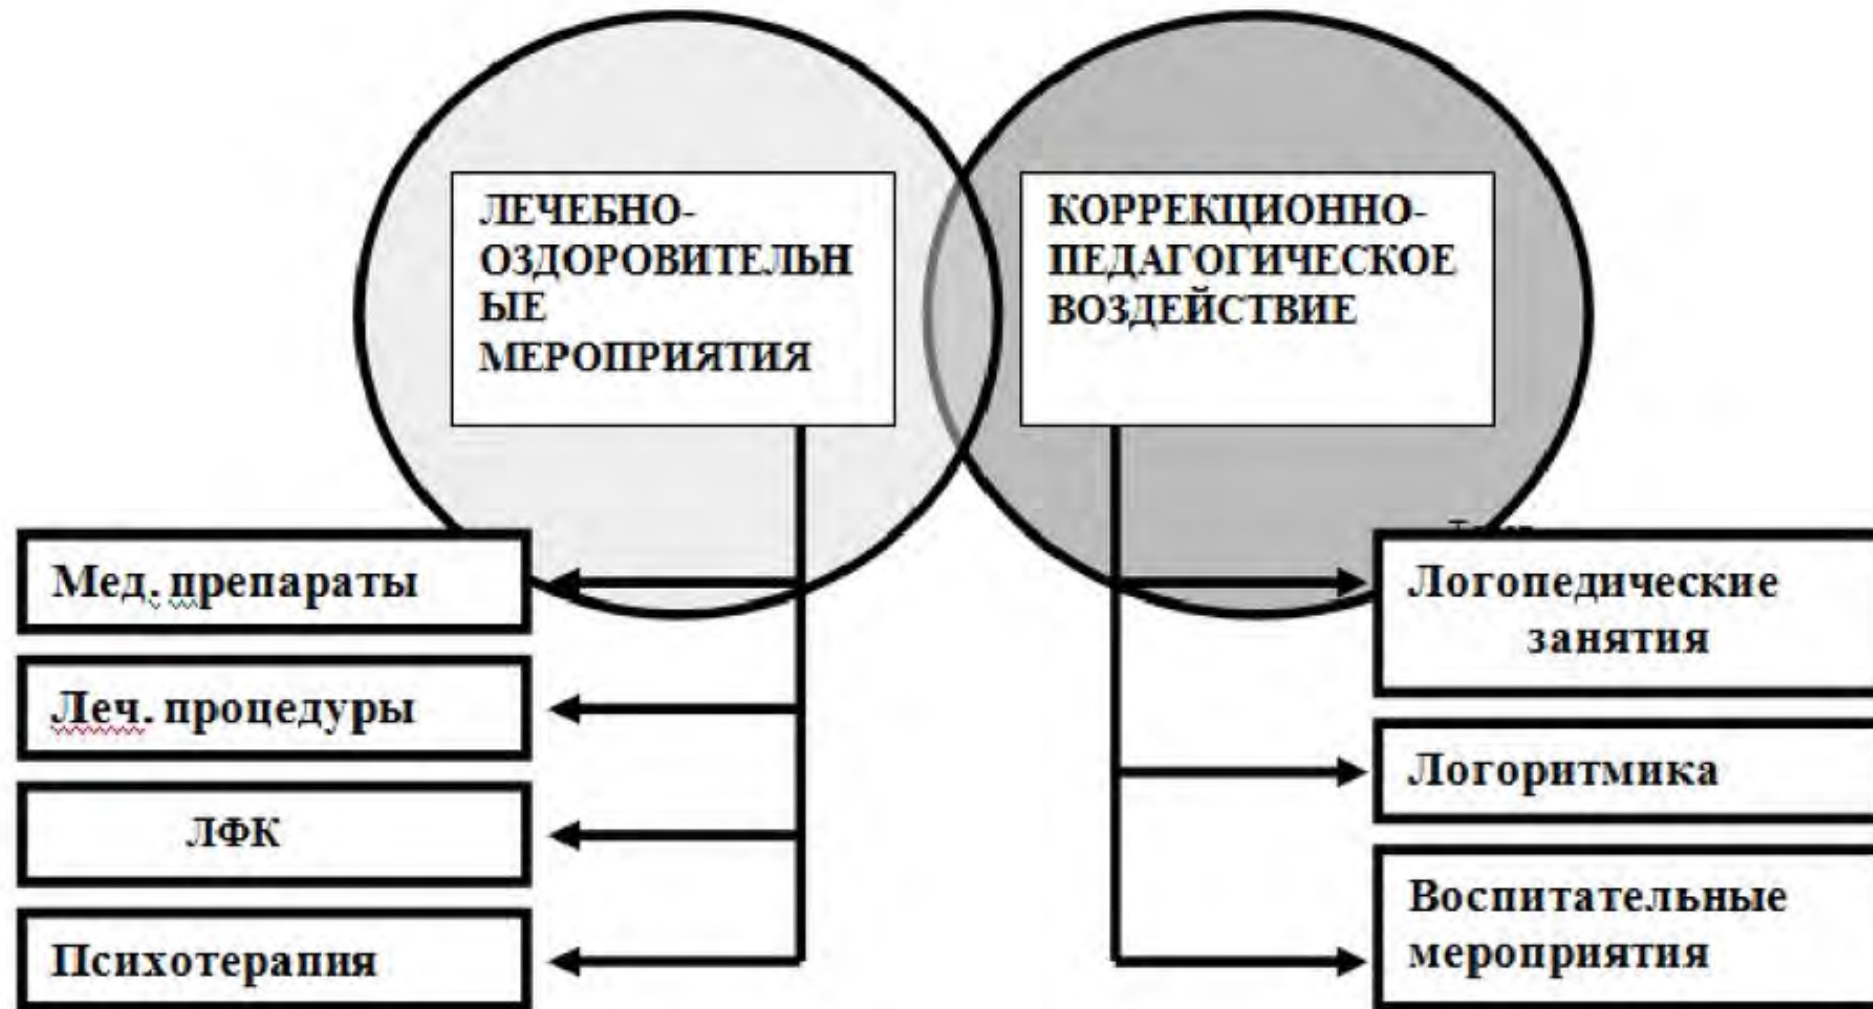 ЛЕЧЕБНО-
ОЗДОРОВИТЕЛЬН
ЫЕ
МЕРОПРИЯТИЯ
КОРРЕКЦИОННО-
ПЕДАГОГИЧЕСКОЕ
ВОЗДЕЙСТВИЕ
Мед. препараты
Леч. процедуры
ЛФК
Психотерапия
Логопедические
занятия
Логоритмика
Воспитательные
мероприятия